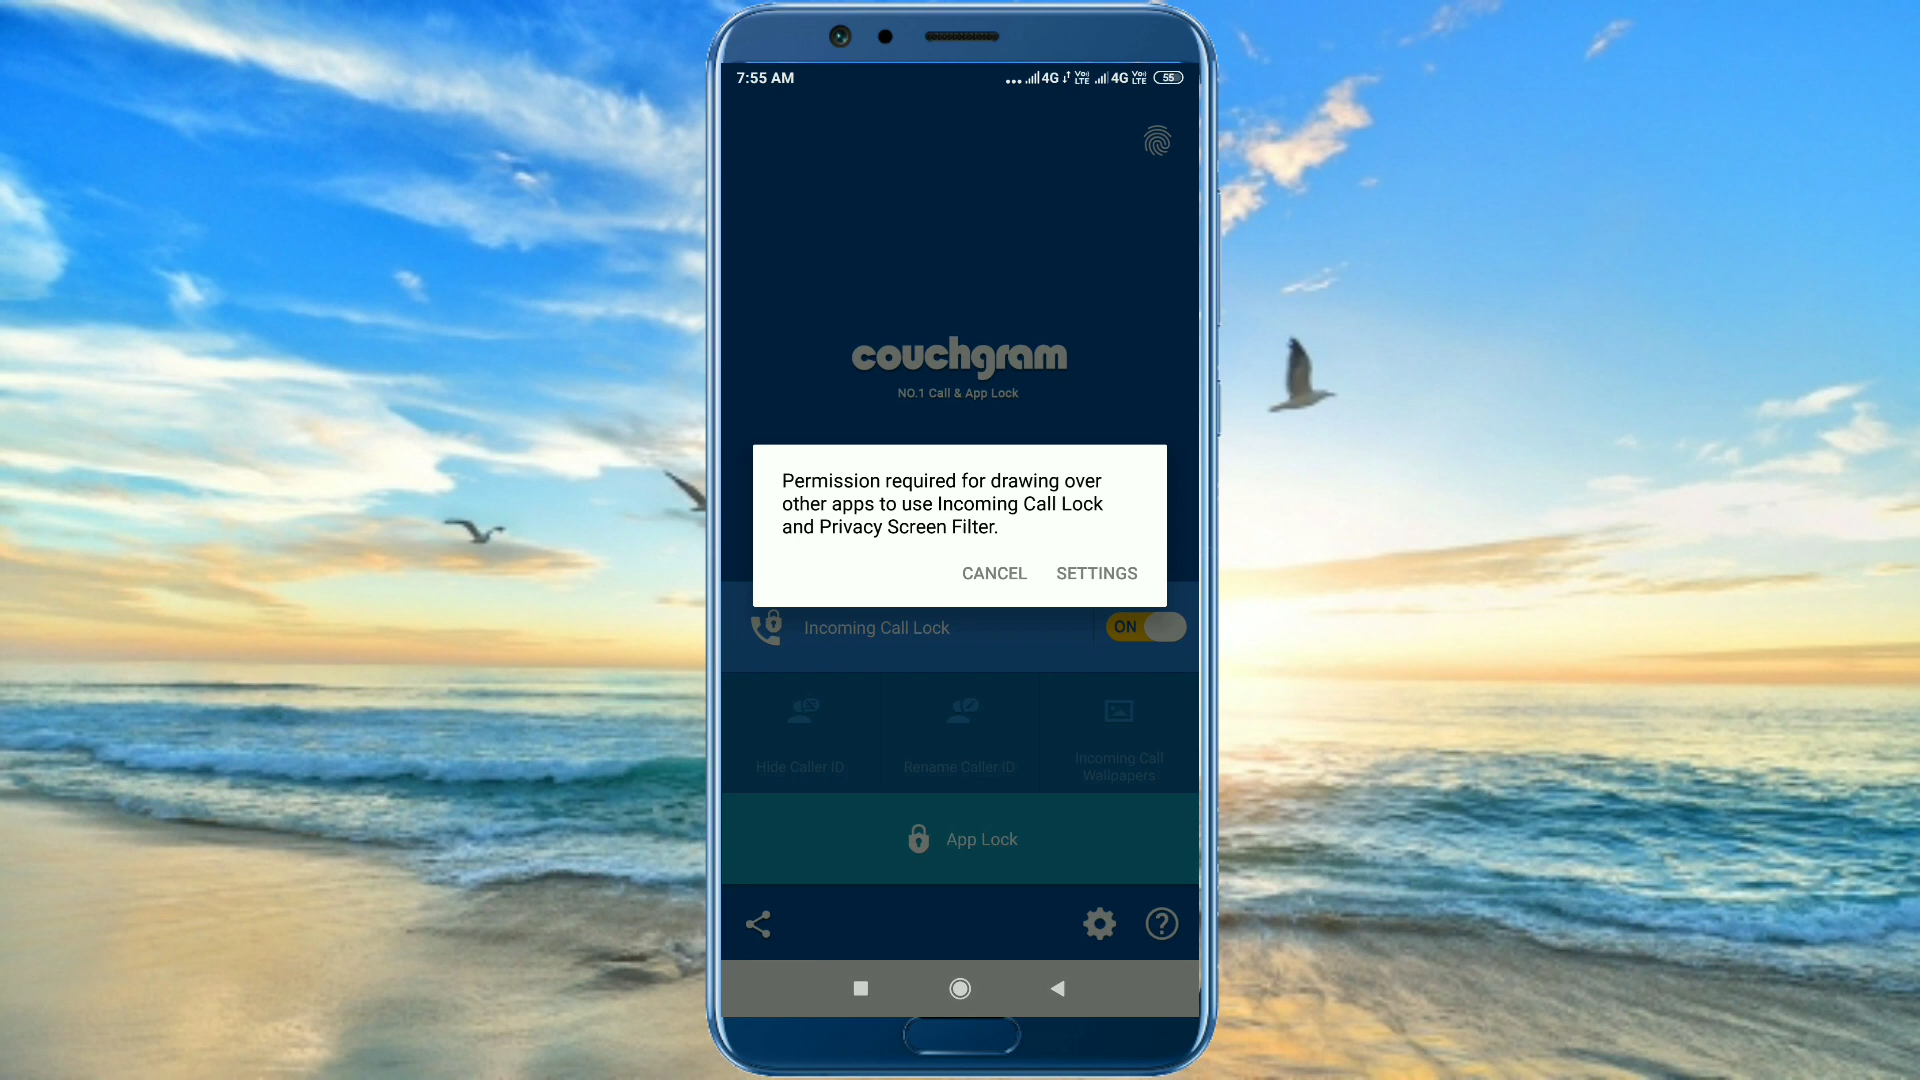 7:55 AM
4G VoLTE 4G VoLTE 55
couchgram
NO.1 Call & App Lock
Permission required for drawing over
other apps to use Incoming Call Lock
and Privacy Screen Filter.
CANCEL SETTINGS
Incoming Call Lock ON
Hide Caller ID Rename Caller ID Incoming Call
Wallpapers
App Lock